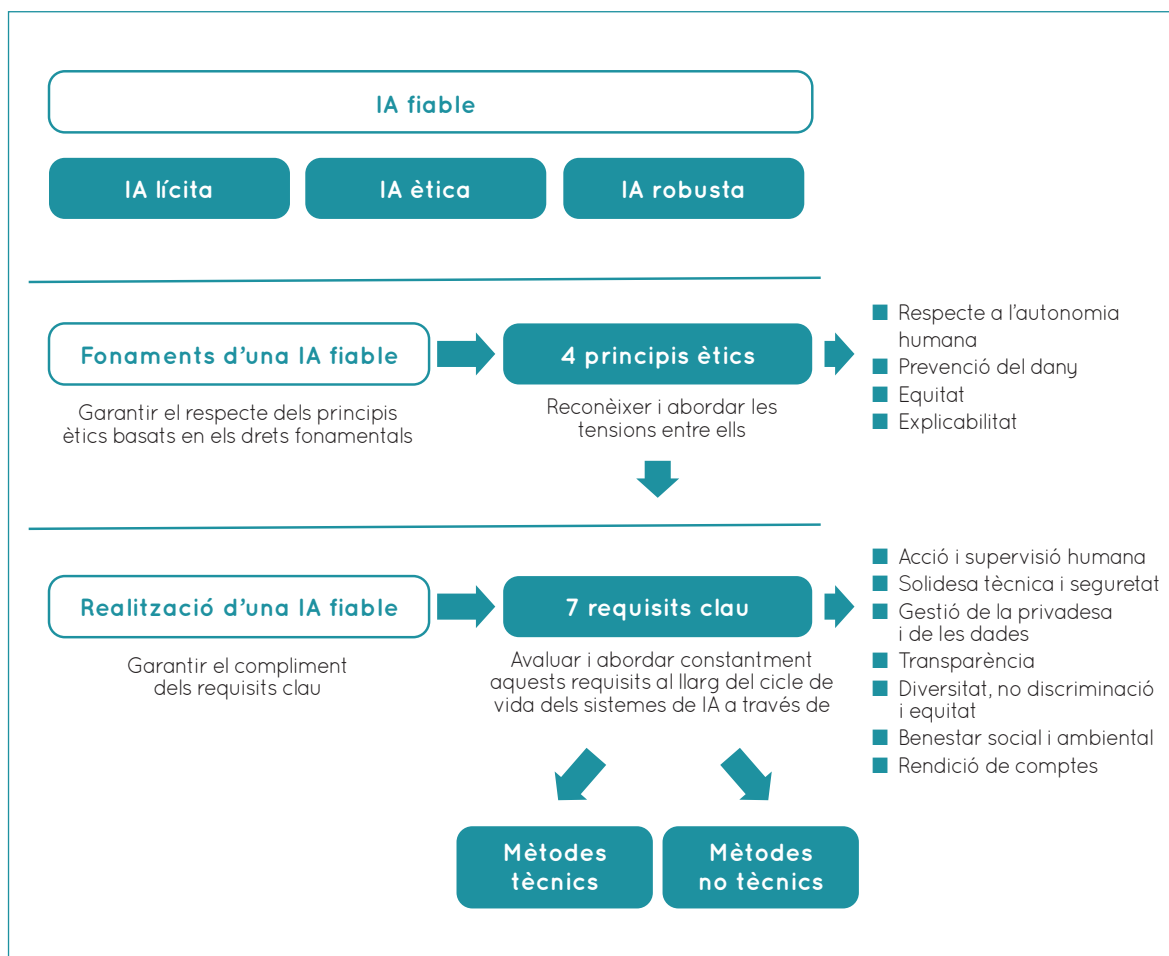 IA fiable
IA lícita
IA ètica
IA robusta
Fonaments d'una IA fiable
Garantir el respecte dels principis
ètics basats en els drets fonamentals
4 principis ètics
Reconèixer i abordar les
tensions entre ells
Respecte a l'autonomia
humana
Prevenció del dany
Equitat
Explicabilitat
Realització d'una IA fiable
Garantir el compliment
dels requisits clau
7 requisits clau
Avaluar i abordar constantment
aquests requisits al llarg del cicle de
vida dels sistemes de IA a través de
Acció i supervisió humana
Solidesa tècnica i seguretat
Gestió de la privadesa
i de les dades
Transparència
Diversitat, no discriminació
i equitat
Benestar social i ambiental
Rendició de comptes
Mètodes
tècnics
Mètodes
no tècnics